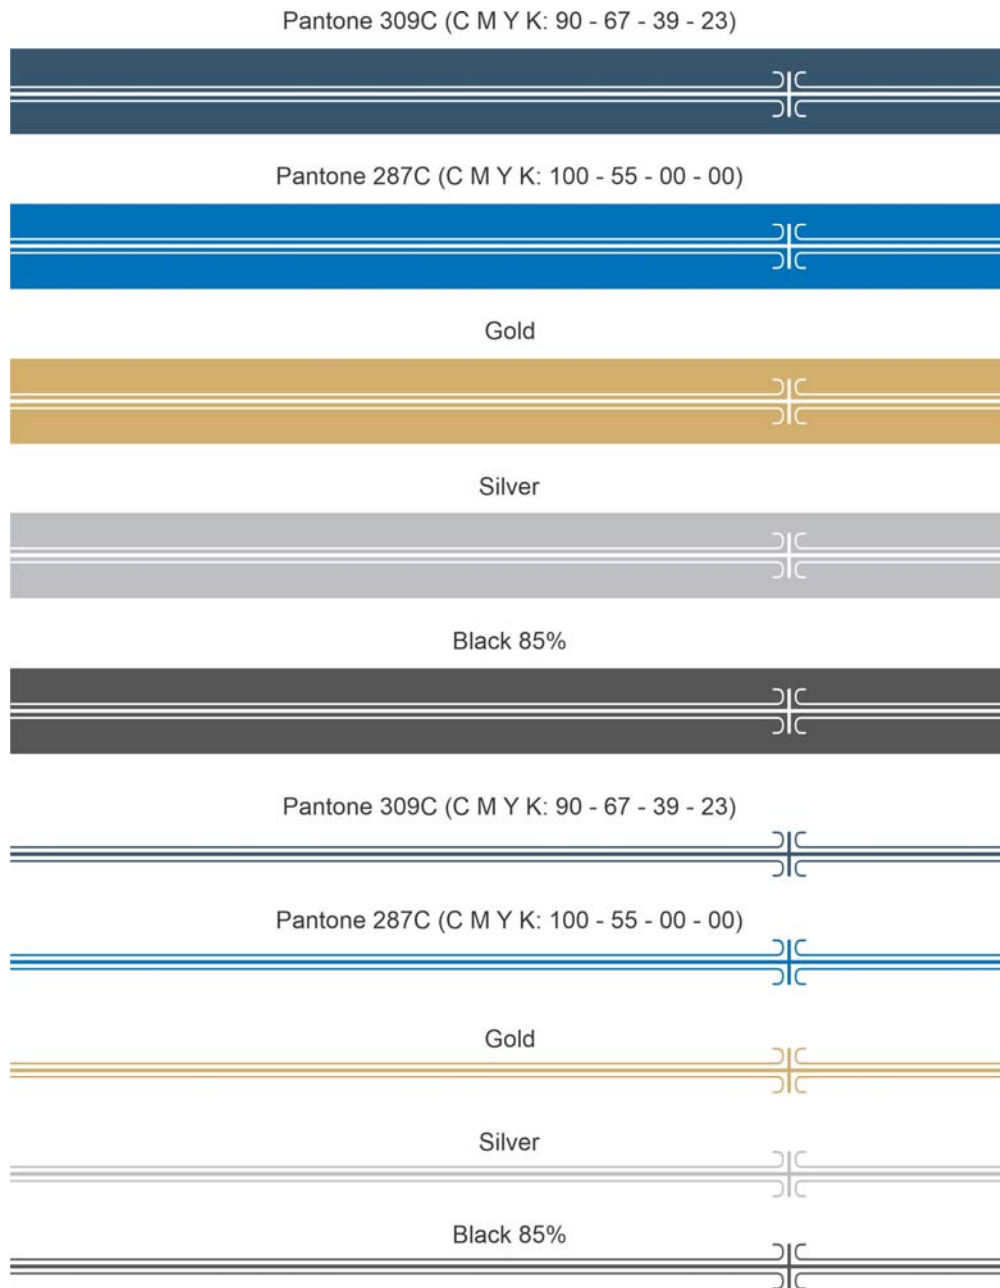 Pantone 309C (C M Y K: 90 - 67 - 39 - 23)
Pantone 287C (C M Y K: 100 - 55 - 00 - 00)
Gold
Silver
Black 85%
Pantone 309C (C M Y K: 90 - 67 - 39 - 23)
Pantone 287C (C M Y K: 100 - 55 - 00 - 00)
Gold
Silver
Black 85%